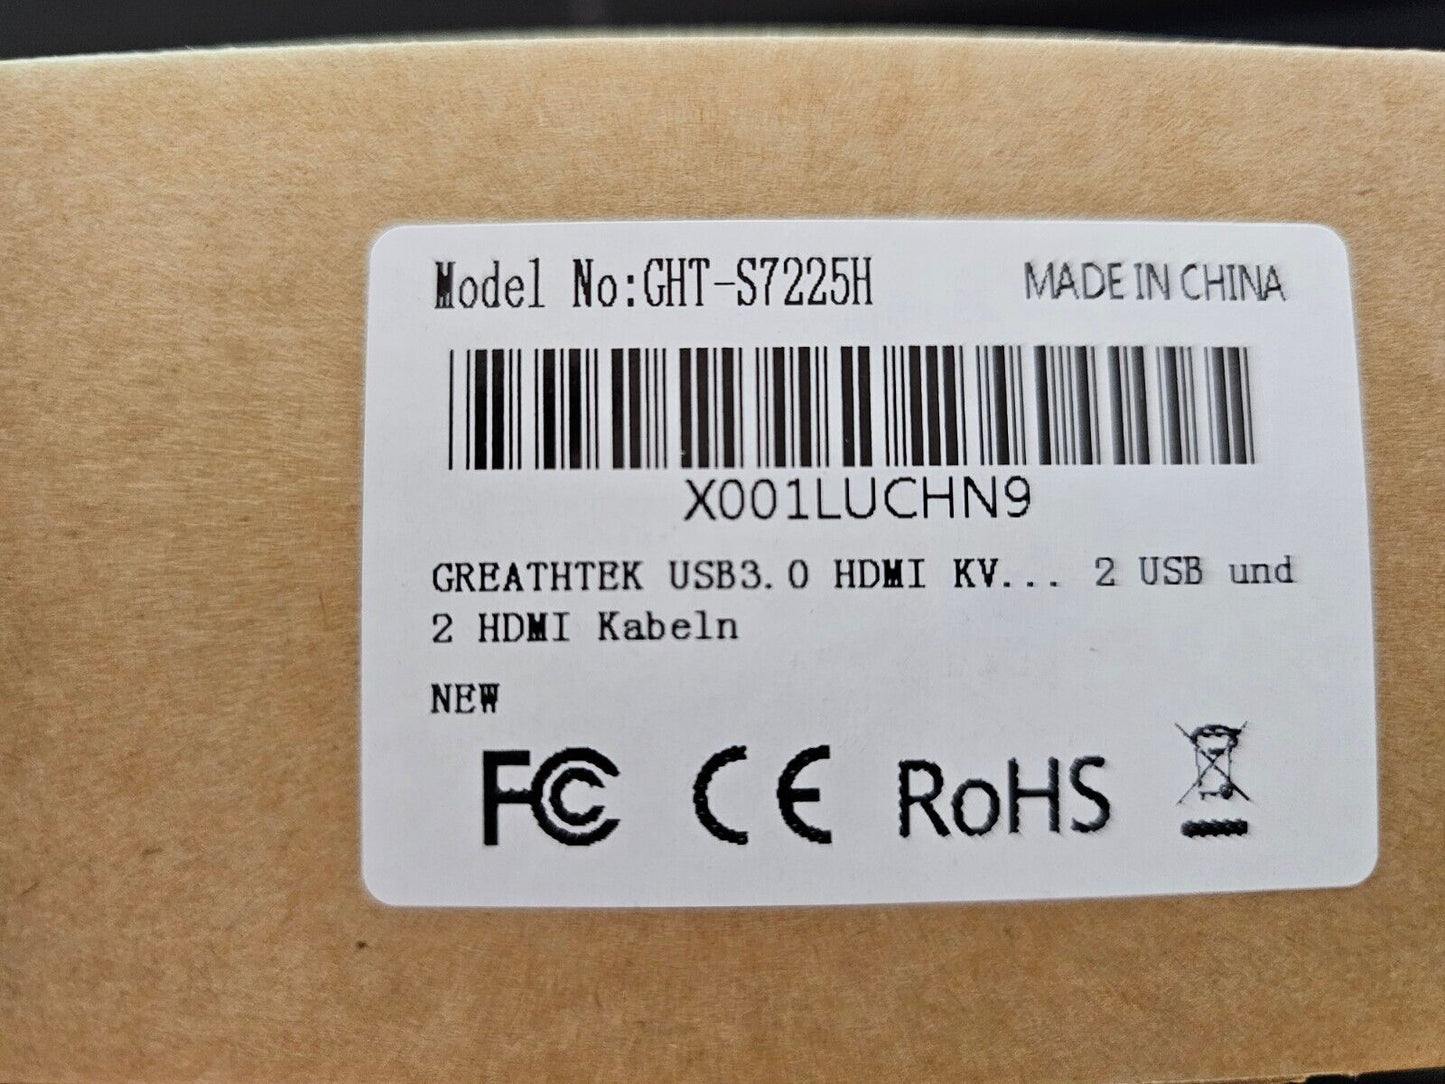 Model No:GHT-S7225H
MADE IN CHINA
X001LUCHN9
GREATHTEK USB3.0 HDMI KV... 2 USB und
2 HDMI Kabeln
NEW
FC CE RoHS